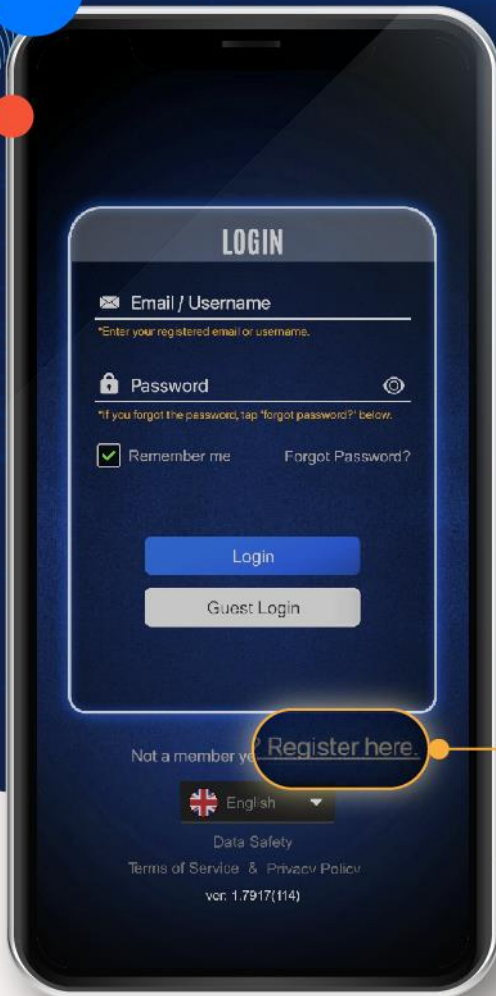 LOGIN
Email / Username
*Enter your registered email or username.
Password
*If you forgot the password, tap "forgot password?" below.
Remember me Forgot Password?
Login
Guest Login
Not a member ye ? Register here.
English
Data Safety
Terms of Service & Privacy Policy
ver: 1.7917(114)